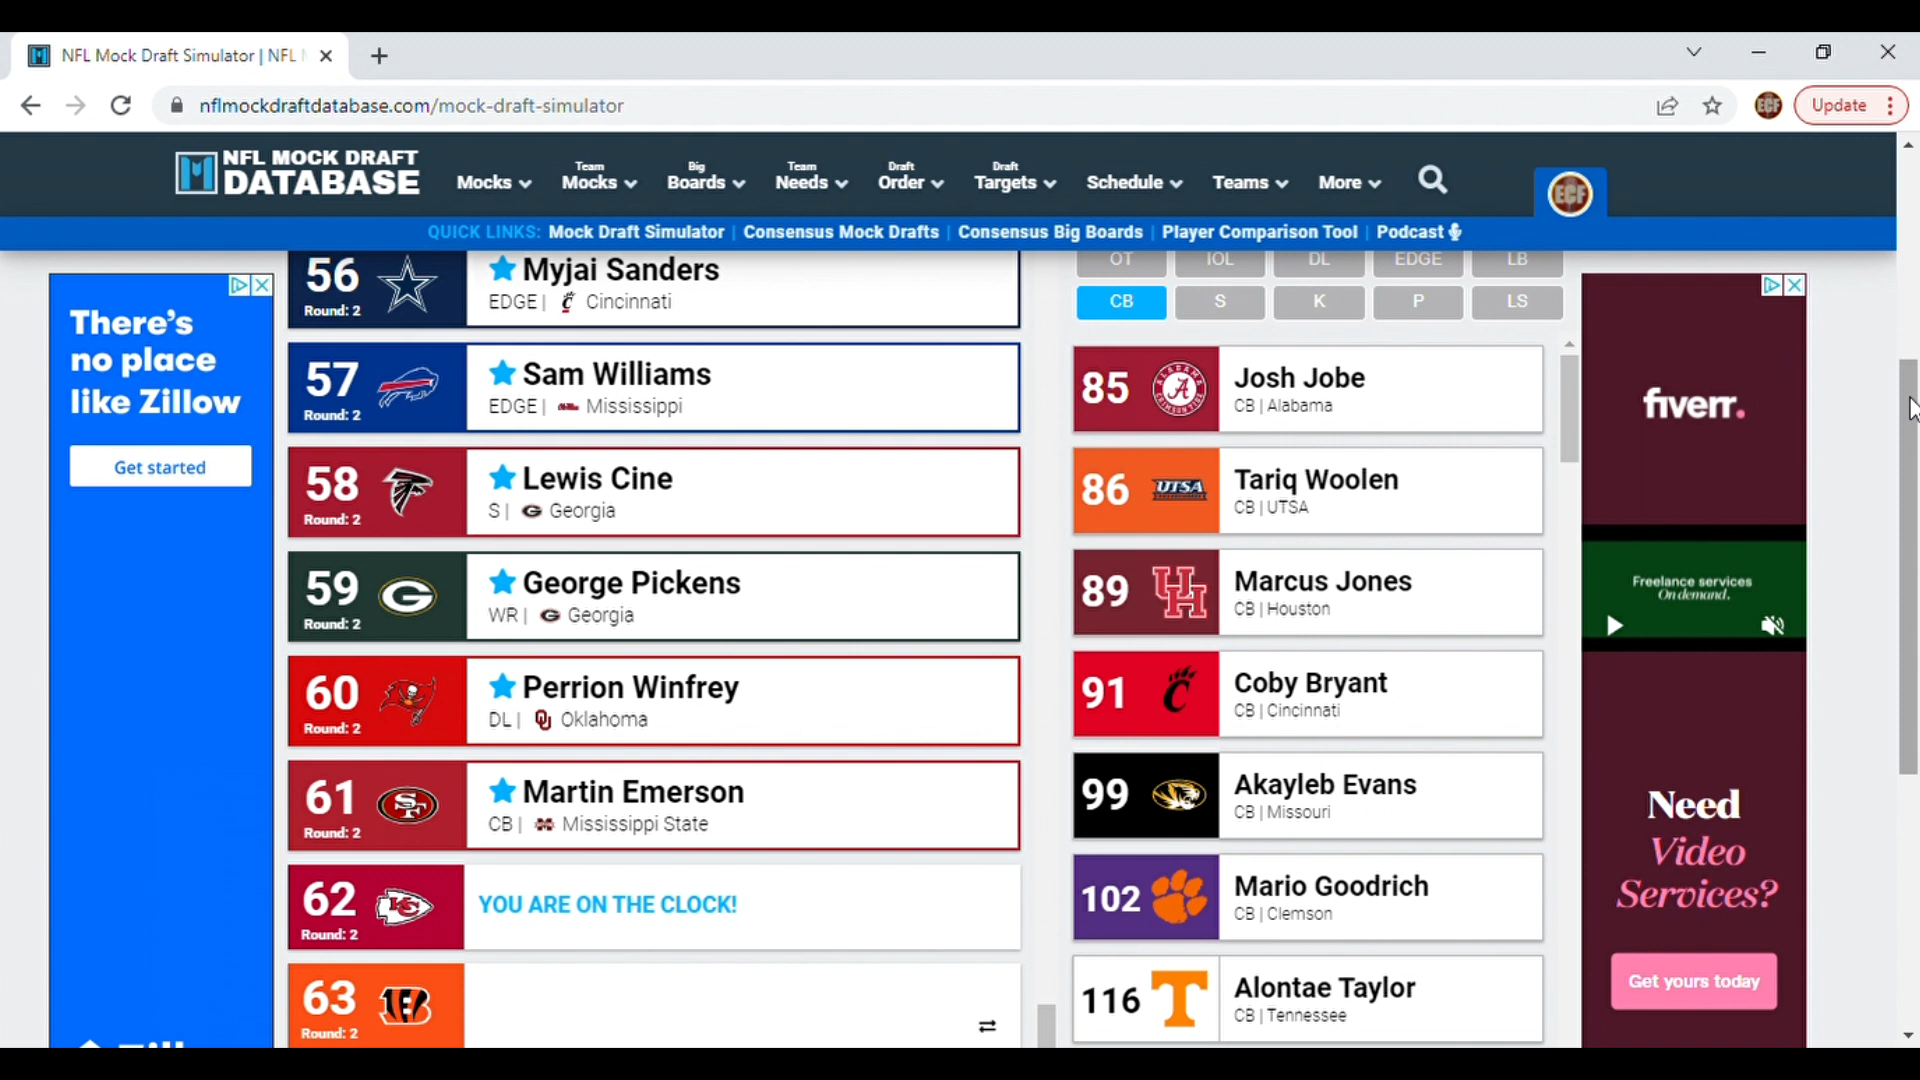 NFL Mock Draft Simulator | NFL
nflmockdraftdatabase.com/mock-draft-simulator
ECF
Update
NFL MOCK DRAFT
DATABASE
Mocks
Team
Mocks
Big
Boards
Team
Needs
Draft
Order
Draft
Targets
Schedule
Teams
More
ECF
QUICK LINKS: Mock Draft Simulator | Consensus Mock Drafts | Consensus Big Boards | Player Comparison Tool | Podcast
There's
no place
like Zillow
Get started
56
Round: 2
Myjai Sanders
EDGE | Cincinnati
57
Round: 2
Sam Williams
EDGE | Mississippi
58
Round: 2
Lewis Cine
S | Georgia
59
Round: 2
George Pickens
WR | Georgia
60
Round: 2
Perrion Winfrey
DL | Oklahoma
61
Round: 2
Martin Emerson
CB | Mississippi State
62
Round: 2
YOU ARE ON THE CLOCK!
63
Round: 2
OT IOL DL EDGE LB
CB S K P LS
85
Josh Jobe
CB | Alabama
86
UTSA
Tariq Woolen
CB | UTSA
89
Marcus Jones
CB | Houston
91
Coby Bryant
CB | Cincinnati
99
Akayleb Evans
CB | Missouri
102
Mario Goodrich
CB | Clemson
116
Alontae Taylor
CB | Tennessee
fiverr.
Freelance services
On demand.
Need
Video
Services?
Get yours today